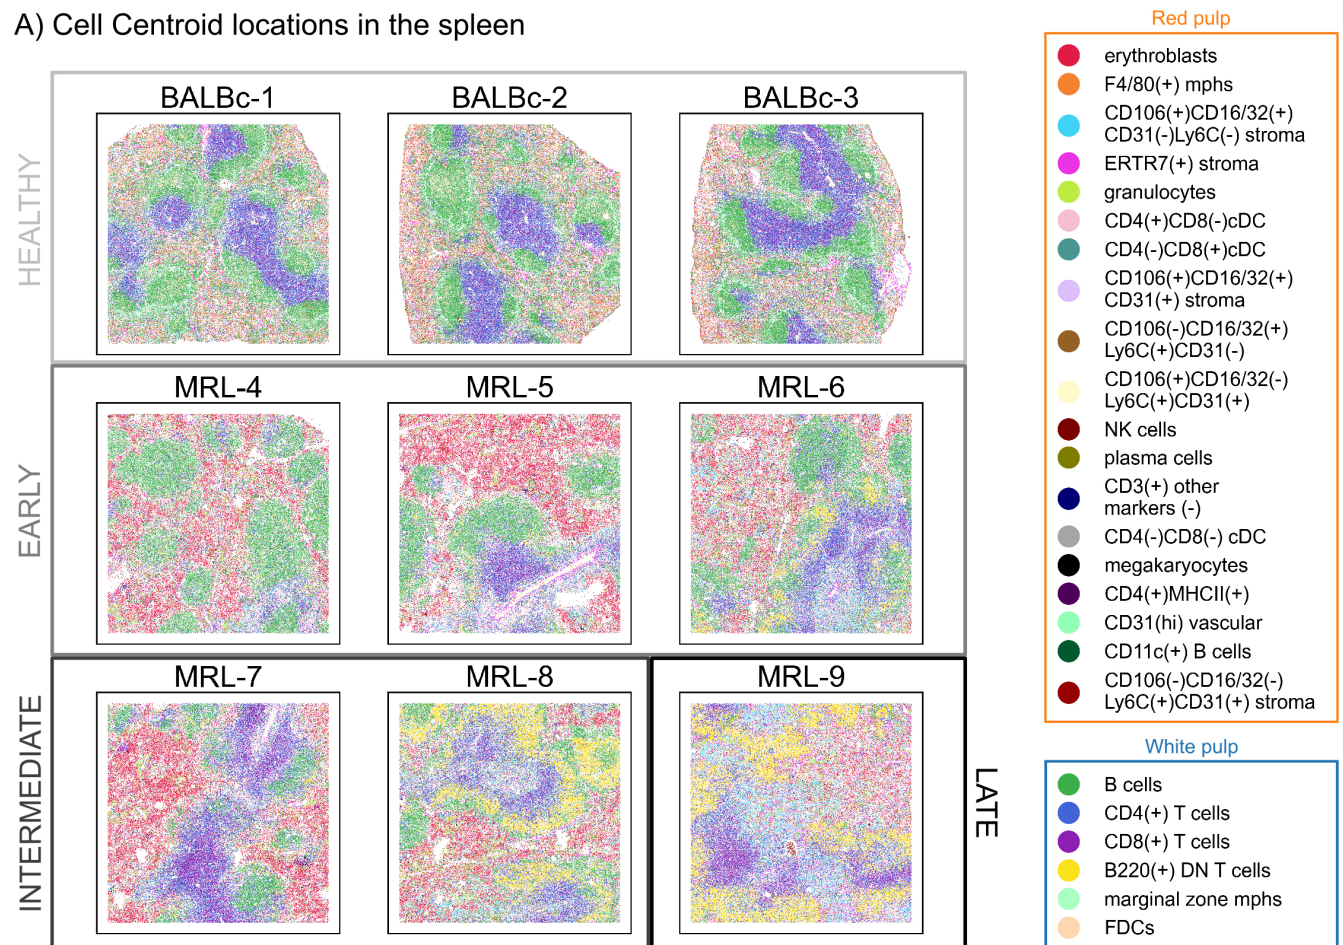 A) Cell Centroid locations in the spleen
HEALTHY
BALBc-1
BALBc-2
BALBc-3
EARLY
MRL-4
MRL-5
MRL-6
INTERMEDIATE
MRL-7
MRL-8
MRL-9
LATE
Red pulp
erythroblasts
F4/80(+) mphs
CD106(+)CD16/32(+)
CD31(-)Ly6C(-) stroma
ERTR7(+) stroma
granulocytes
CD4(+)CD8(-)cDC
CD4(-)CD8(+)cDC
CD106(+)CD16/32(+)
CD31(+) stroma
CD106(-)CD16/32(+)
Ly6C(+)CD31(-)
CD106(+)CD16/32(-)
Ly6C(+)CD31(+)
NK cells
plasma cells
CD3(+) other
markers (-)
CD4(-)CD8(-) cDC
megakaryocytes
CD4(+)MHCII(+)
CD31(hi) vascular
CD11c(+) B cells
CD106(-)CD16/32(-)
Ly6C(+)CD31(+) stroma
White pulp
B cells
CD4(+) T cells
CD8(+) T cells
B220(+) DN T cells
marginal zone mphs
FDCs